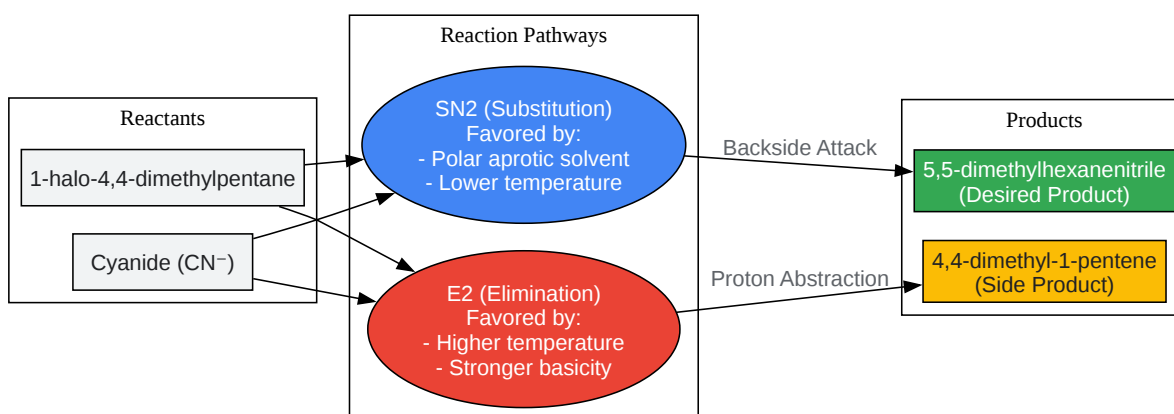 Reaction Pathways
Reactants
Products
1-halo-4,4-dimethylpentane
Cyanide (CN⁻)
SN2 (Substitution)
Favored by:
- Polar aprotic solvent
- Lower temperature
E2 (Elimination)
Favored by:
- Higher temperature
- Stronger basicity
Backside Attack
Proton Abstraction
5,5-dimethylhexanenitrile
(Desired Product)
4,4-dimethyl-1-pentene
(Side Product)